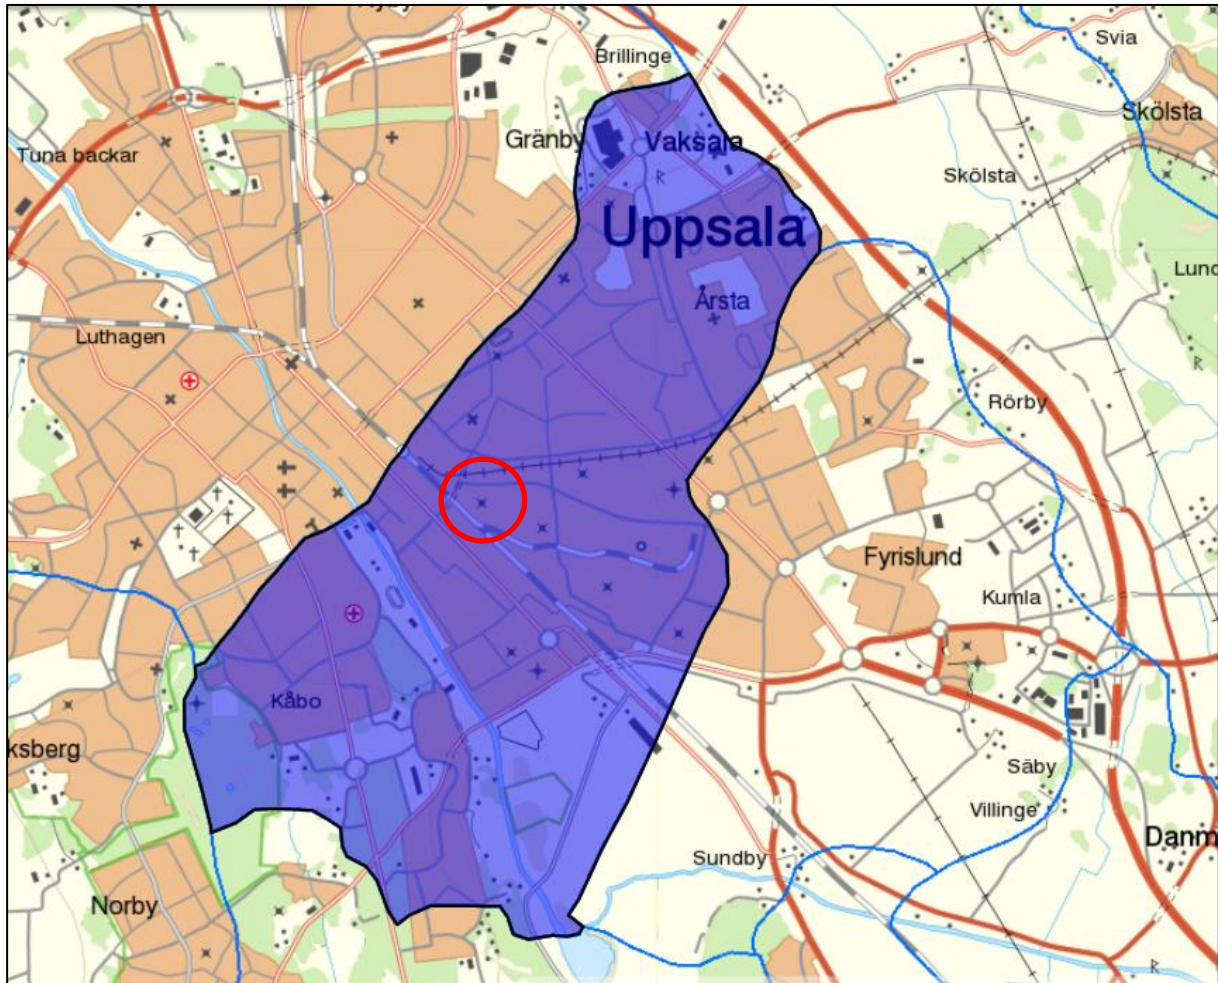 Brillinge
Svia
Skölsta
Gränby
Vaksala
Tuna backar
Skölsta
Uppsala
Lund
Årsta
Luthagen
Rörby
Fyrislund
Kumla
Kåbo
ksberg
Säby
Villinge
Danm
Sundby
Norby
R
R
R